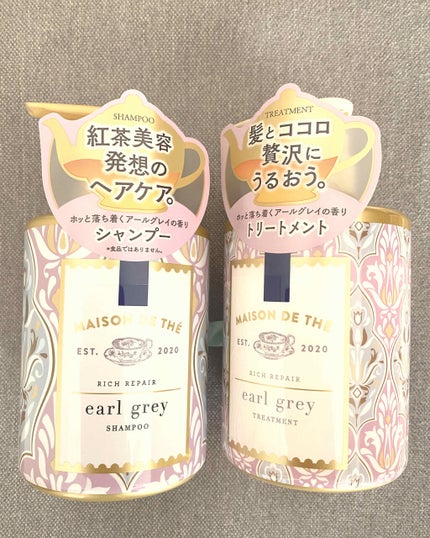 SHAMPOO
紅茶美容
発想の
ヘアケア。
ホッと落ち着くアールグレイの香り
シャンプー
*食品ではありません。
MAISON DE THÉ
EST. 2020
RICH REPAIR
earl grey
SHAMPOO
TREATMENT
髪とココロ
贅沢に
うるおう。
ホッと落ち着くアールグレイの香り
トリートメント
MAISON DE THÉ
EST. 2020
RICH REPAIR
earl grey
TREATMENT